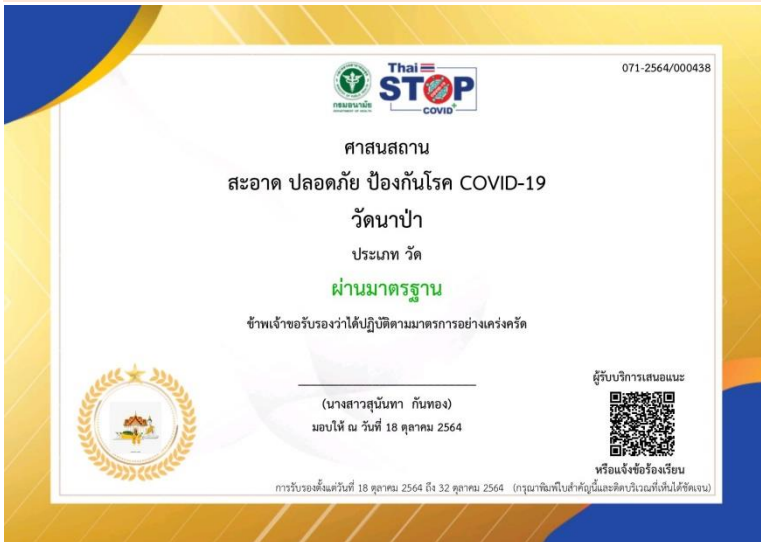 071-2564/000438
กรมอนามัย
DEPARTMENT OF HEALTH
Thai
STOP
COVID
ศาสนสถาน
สะอาด ปลอดภัย ป้องกันโรค COVID-19
วัดนาป่า
ประเภท วัด
ผ่านมาตรฐาน
ข้าพเจ้าขอรับรองว่าได้ปฏิบัติตามมาตรการอย่างเคร่งครัด
(นางสาวสุนันทา กันทอง)
มอบให้ ณ วันที่ 18 ตุลาคม 2564
ผู้รับบริการเสนอแนะ
หรือแจ้งข้อร้องเรียน
การรับรองตั้งแต่วันที่ 18 ตุลาคม 2564 ถึง 32 ตุลาคม 2564 (กรุณาพิมพ์ใบสำคัญนี้และติดบริเวณที่เห็นได้ชัดเจน)